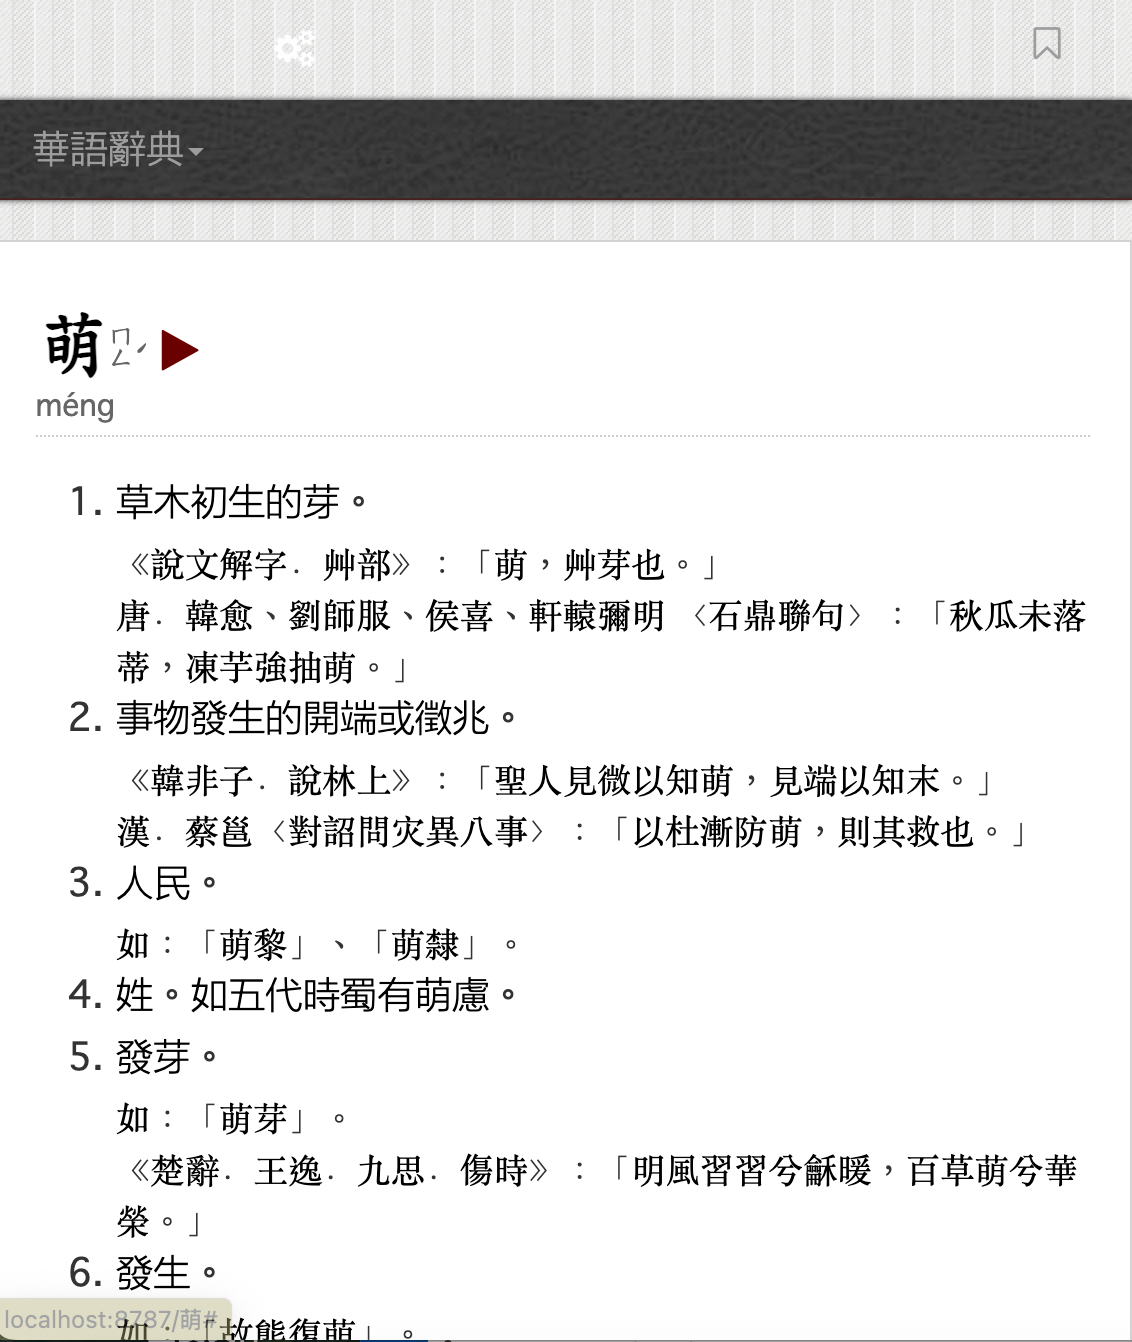 華語辭典
萌 ㄇㄥˊ
méng
1. 草木初生的芽。
《說文解字．艸部》：「萌，艸芽也。」
唐．韓愈、劉師服、侯喜、軒轅彌明〈石鼎聯句〉：「秋瓜未落
蒂，凍芋強抽萌。」
2. 事物發生的開端或徵兆。
《韓非子．說林上》：「聖人見微以知萌，見端以知末。」
漢．蔡邕〈對詔問灾異八事〉：「以杜漸防萌，則其救也。」
3. 人民。
如：「萌黎」、「萌隸」。
4. 姓。如五代時蜀有萌慮。
5. 發芽。
如：「萌芽」。
《楚辭．王逸．九思．傷時》：「明風習習兮龢暖，百草萌兮華
榮。」
6. 發生。
如：「故態復萌」。
localhost:8787/萌#